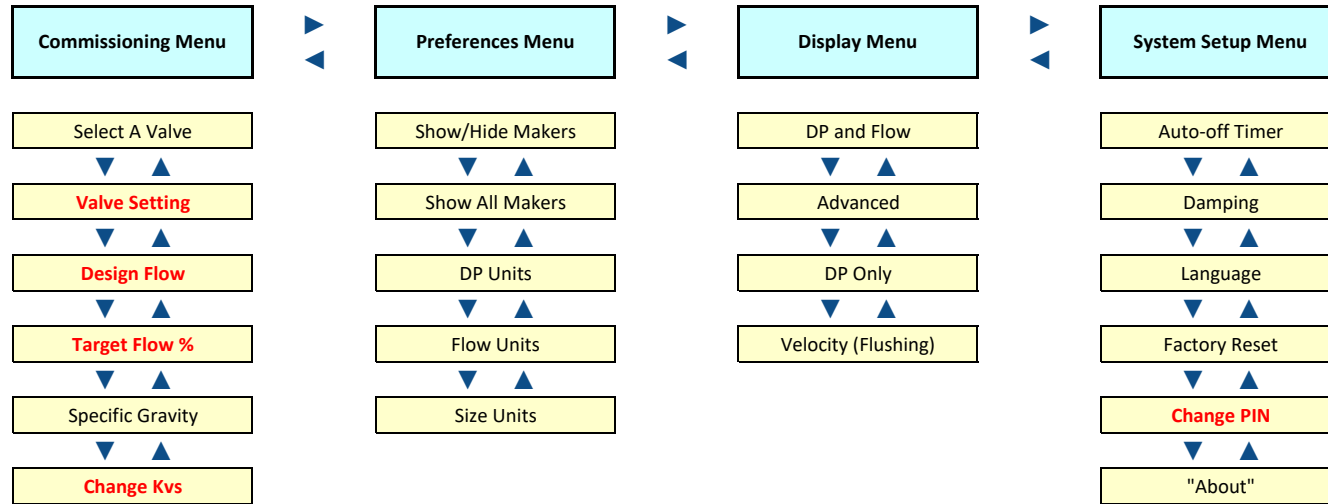 Commissioning Menu
Preferences Menu
Display Menu
System Setup Menu
Select A Valve
Valve Setting
Design Flow
Target Flow %
Specific Gravity
Change Kvs
Show/Hide Makers
Show All Makers
DP Units
Flow Units
Size Units
DP and Flow
Advanced
DP Only
Velocity (Flushing)
Auto-off Timer
Damping
Language
Factory Reset
Change PIN
"About"